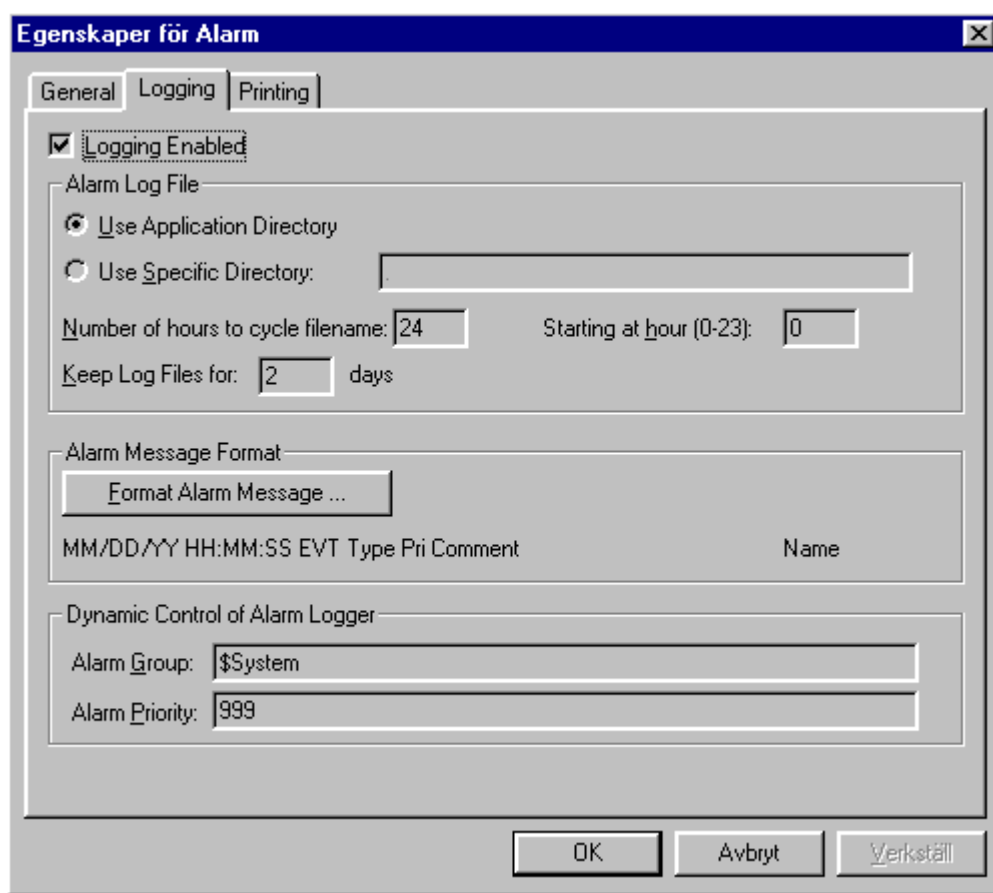 Egenskaper för Alarm
General Logging Printing
Logging Enabled
Alarm Log File
Use Application Directory
Use Specific Directory: .
Number of hours to cycle filename: 24 Starting at hour (0-23): 0
Keep Log Files for: 2 days
Alarm Message Format
Format Alarm Message ...
MM/DD/YY HH:MM:SS EVT Type Pri Comment Name
Dynamic Control of Alarm Logger
Alarm Group: $System
Alarm Priority: 999
OK Avbryt Verkställ